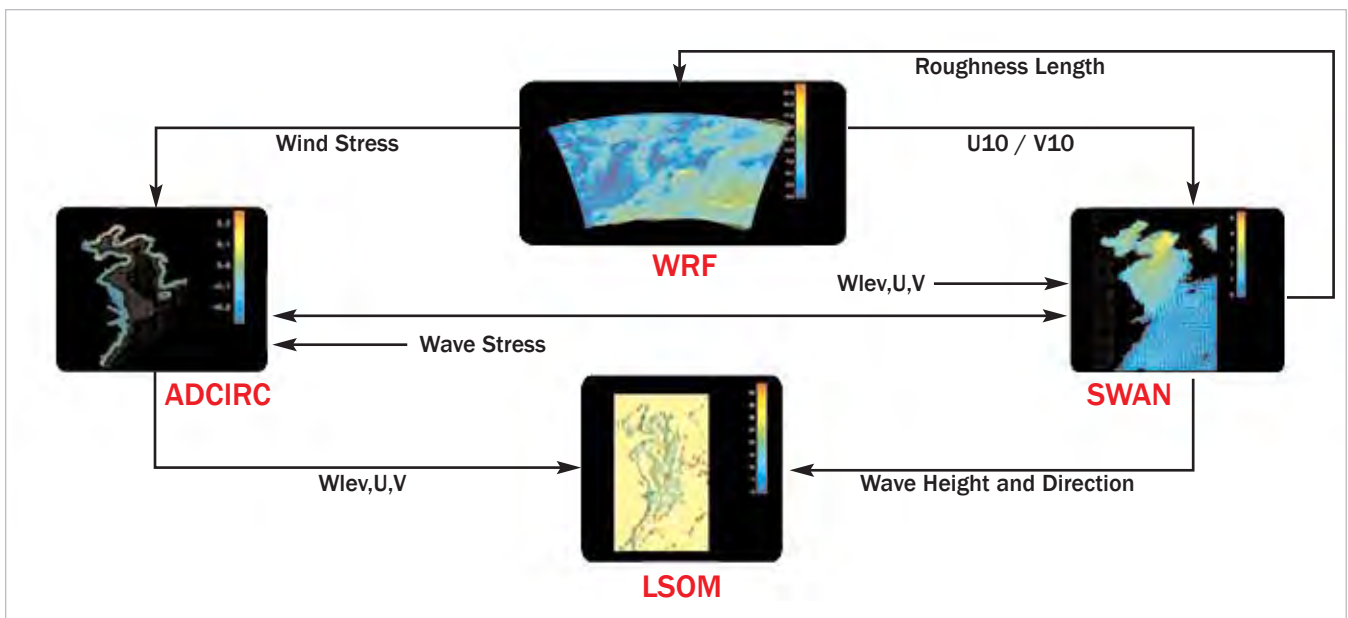 Roughness Length
Wind Stress
U10 / V10
WRF
Wlev,U,V
Wave Stress
ADCIRC
SWAN
Wlev,U,V
Wave Height and Direction
LSOM